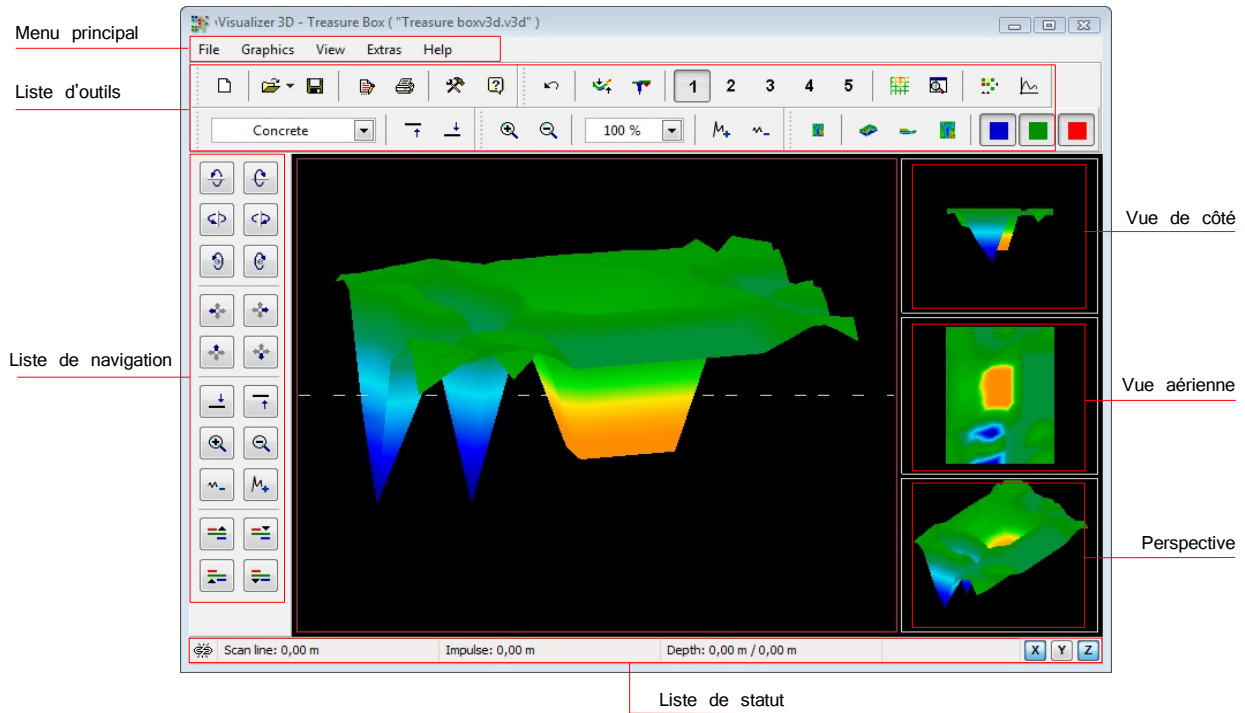 ıVisualizer 3D - Treasure Box ( "Treasure boxv3d.v3d" )
Menu principal
File Graphics View Extras Help
Liste d'outils
1 2 3 4 5
Concrete
100 %
Vue de côté
Liste de navigation
Vue aérienne
Perspective
Scan line: 0,00 m Impulse: 0,00 m Depth: 0,00 m / 0,00 m X Y Z
Liste de statut